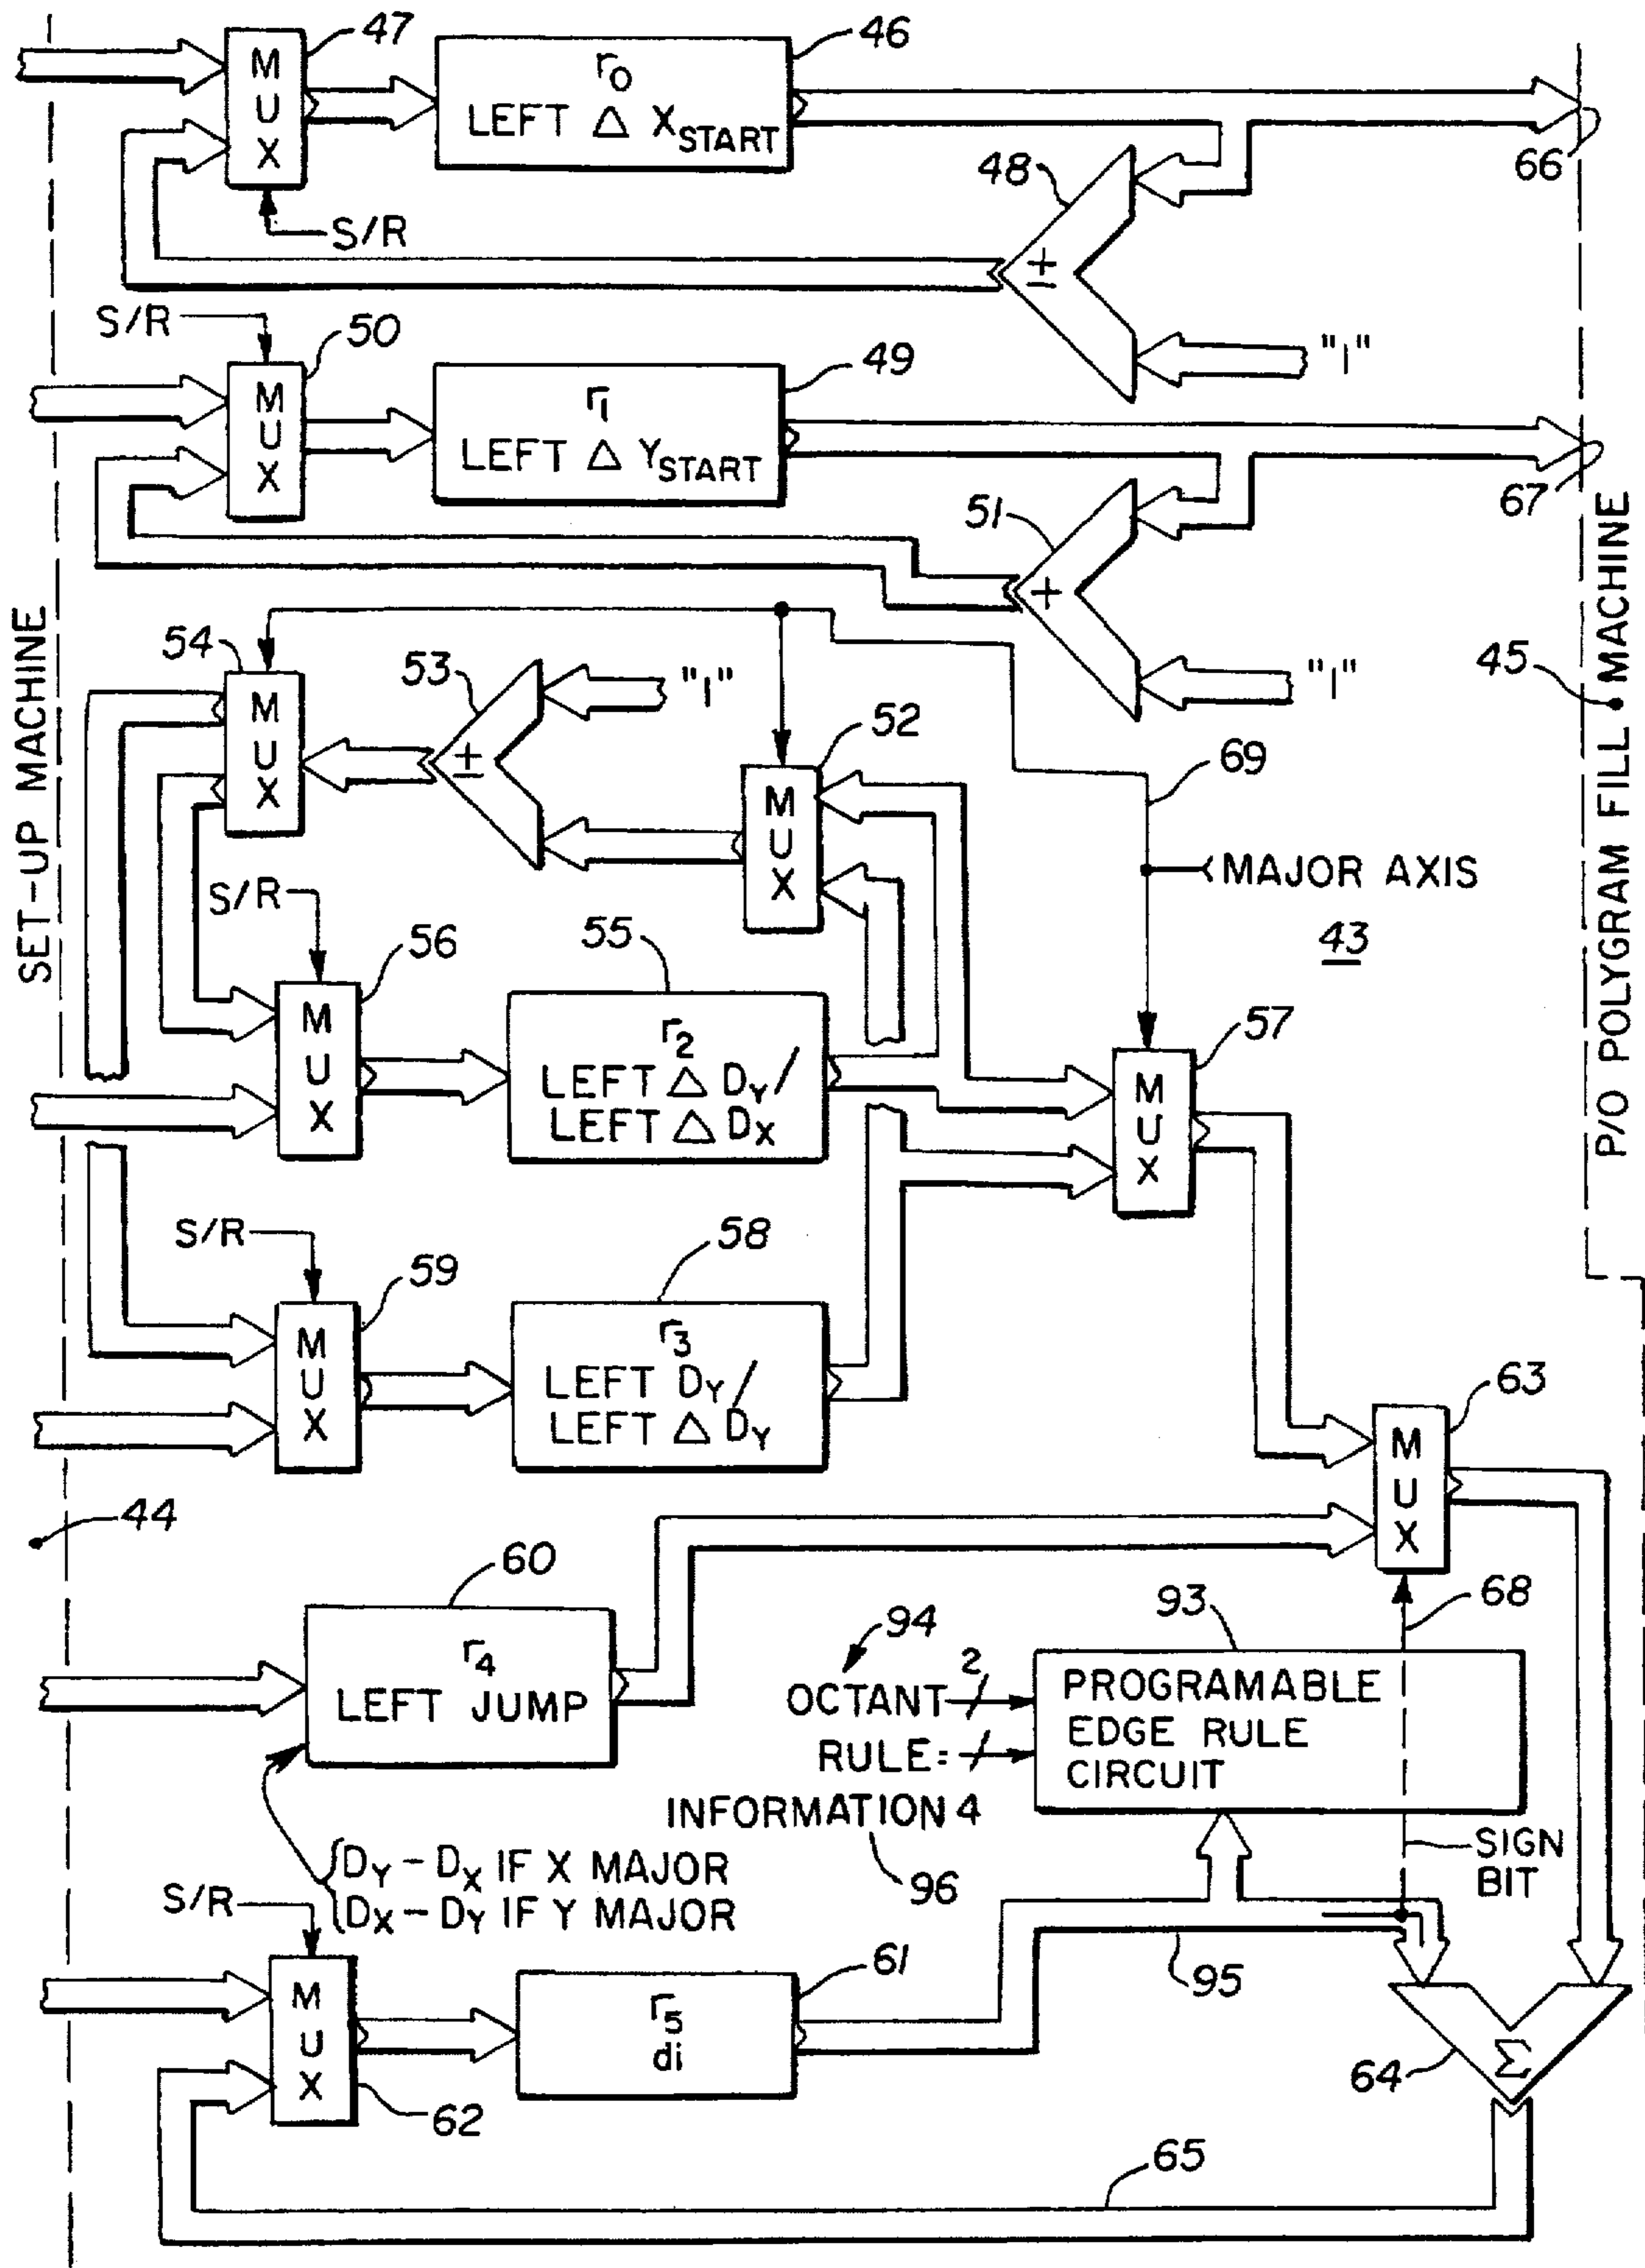 47
MUX
r0
LEFT Δ XSTART
46
66
48
±
S/R
"1"
S/R
50
MUX
r1
LEFT Δ YSTART
49
67
51
+
"1"
SET-UP MACHINE
P/O POLYGRAM FILL MACHINE
45
54
MUX
53
±
"1"
52
MUX
69
MAJOR AXIS
43
S/R
56
MUX
55
r2
LEFT Δ DY/
LEFT Δ DX
57
MUX
S/R
59
MUX
58
r3
LEFT DY/
LEFT Δ DY
63
MUX
44
60
r4
LEFT JUMP
94
OCTANT
2
RULE:
INFORMATION 4
96
93
PROGRAMABLE
EDGE RULE
CIRCUIT
68
SIGN
BIT
DY – DX IF X MAJOR
DX – DY IF Y MAJOR
S/R
MUX
62
61
r5
di
95
64
Σ
65